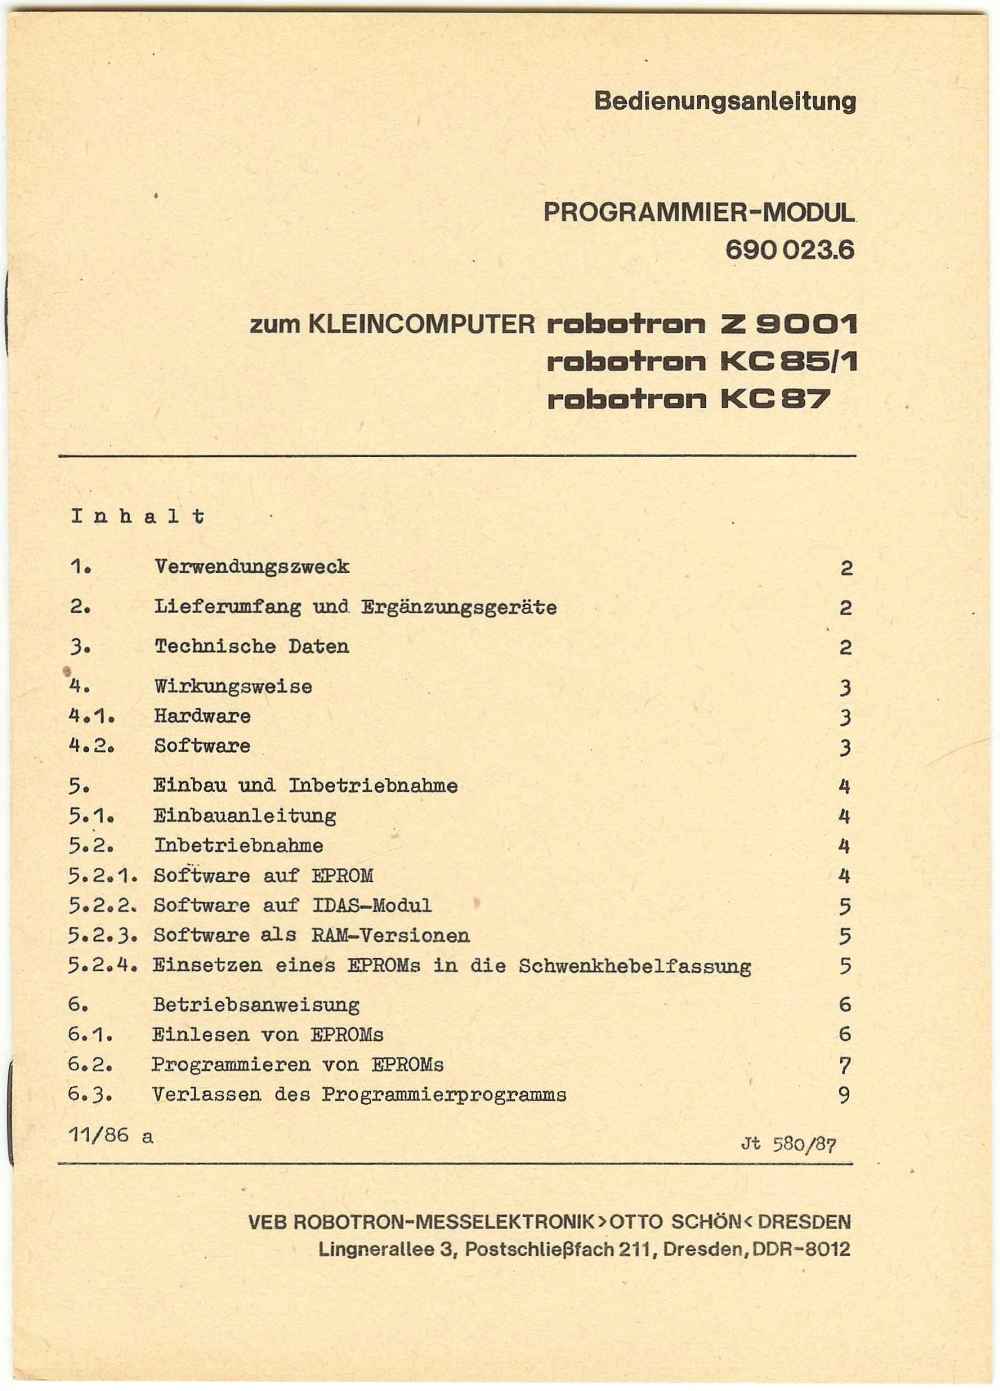 Bedienungsanleitung
PROGRAMMIER-MODUL
690 023.6
zum KLEINCOMPUTER robotron Z 9001
robotron KC 85/1
robotron KC 87
I n h a l t
1. Verwendungszweck 2
2. Lieferumfang und Ergänzungsgeräte 2
3. Technische Daten 2
4. Wirkungsweise 3
4.1. Hardware 3
4.2. Software 3
5. Einbau und Inbetriebnahme 4
5.1. Einbauanleitung 4
5.2. Inbetriebnahme 4
5.2.1. Software auf EPROM 4
5.2.2. Software auf IDAS-Modul 5
5.2.3. Software als RAM-Versionen 5
5.2.4. Einsetzen eines EPROMs in die Schwenkhebelfassung 5
6. Betriebsanweisung 6
6.1. Einlesen von EPROMs 6
6.2. Programmieren von EPROMs 7
6.3. Verlassen des Programmierprogramms 9
11/86 a Jt 580/87
VEB ROBOTRON-MESSELEKTRONIK>OTTO SCHÖN<DRESDEN
Lingnerallee 3, Postschließfach 211, Dresden, DDR-8012